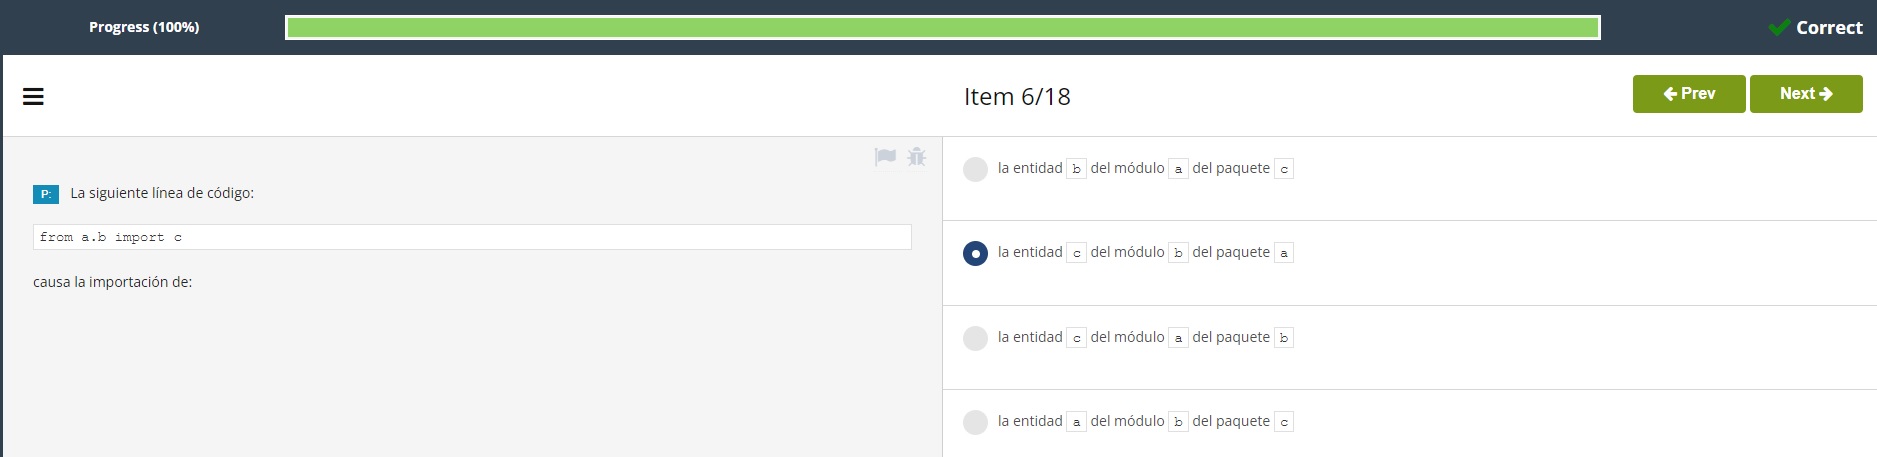 Progress (100%)
Correct
Item 6/18
Prev
Next
P: La siguiente línea de código:
from a.b import c
causa la importación de:
la entidad b del módulo a del paquete c
la entidad c del módulo b del paquete a
la entidad c del módulo a del paquete b
la entidad a del módulo b del paquete c